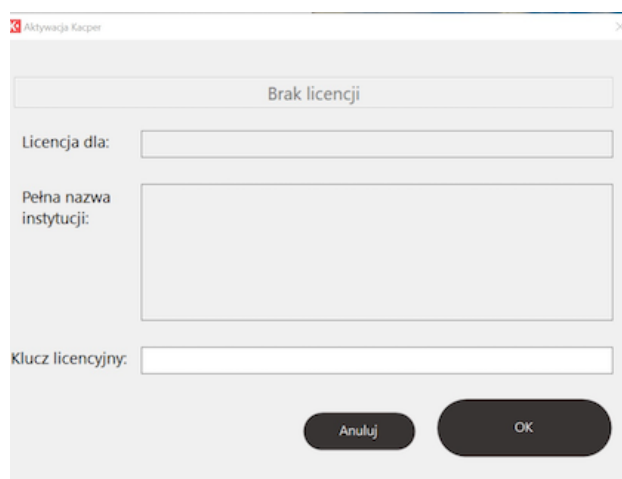 Aktywacja Kacper
Brak licencji
Licencja dla:
Pełna nazwa
instytucji:
Klucz licencyjny:
Anuluj
OK